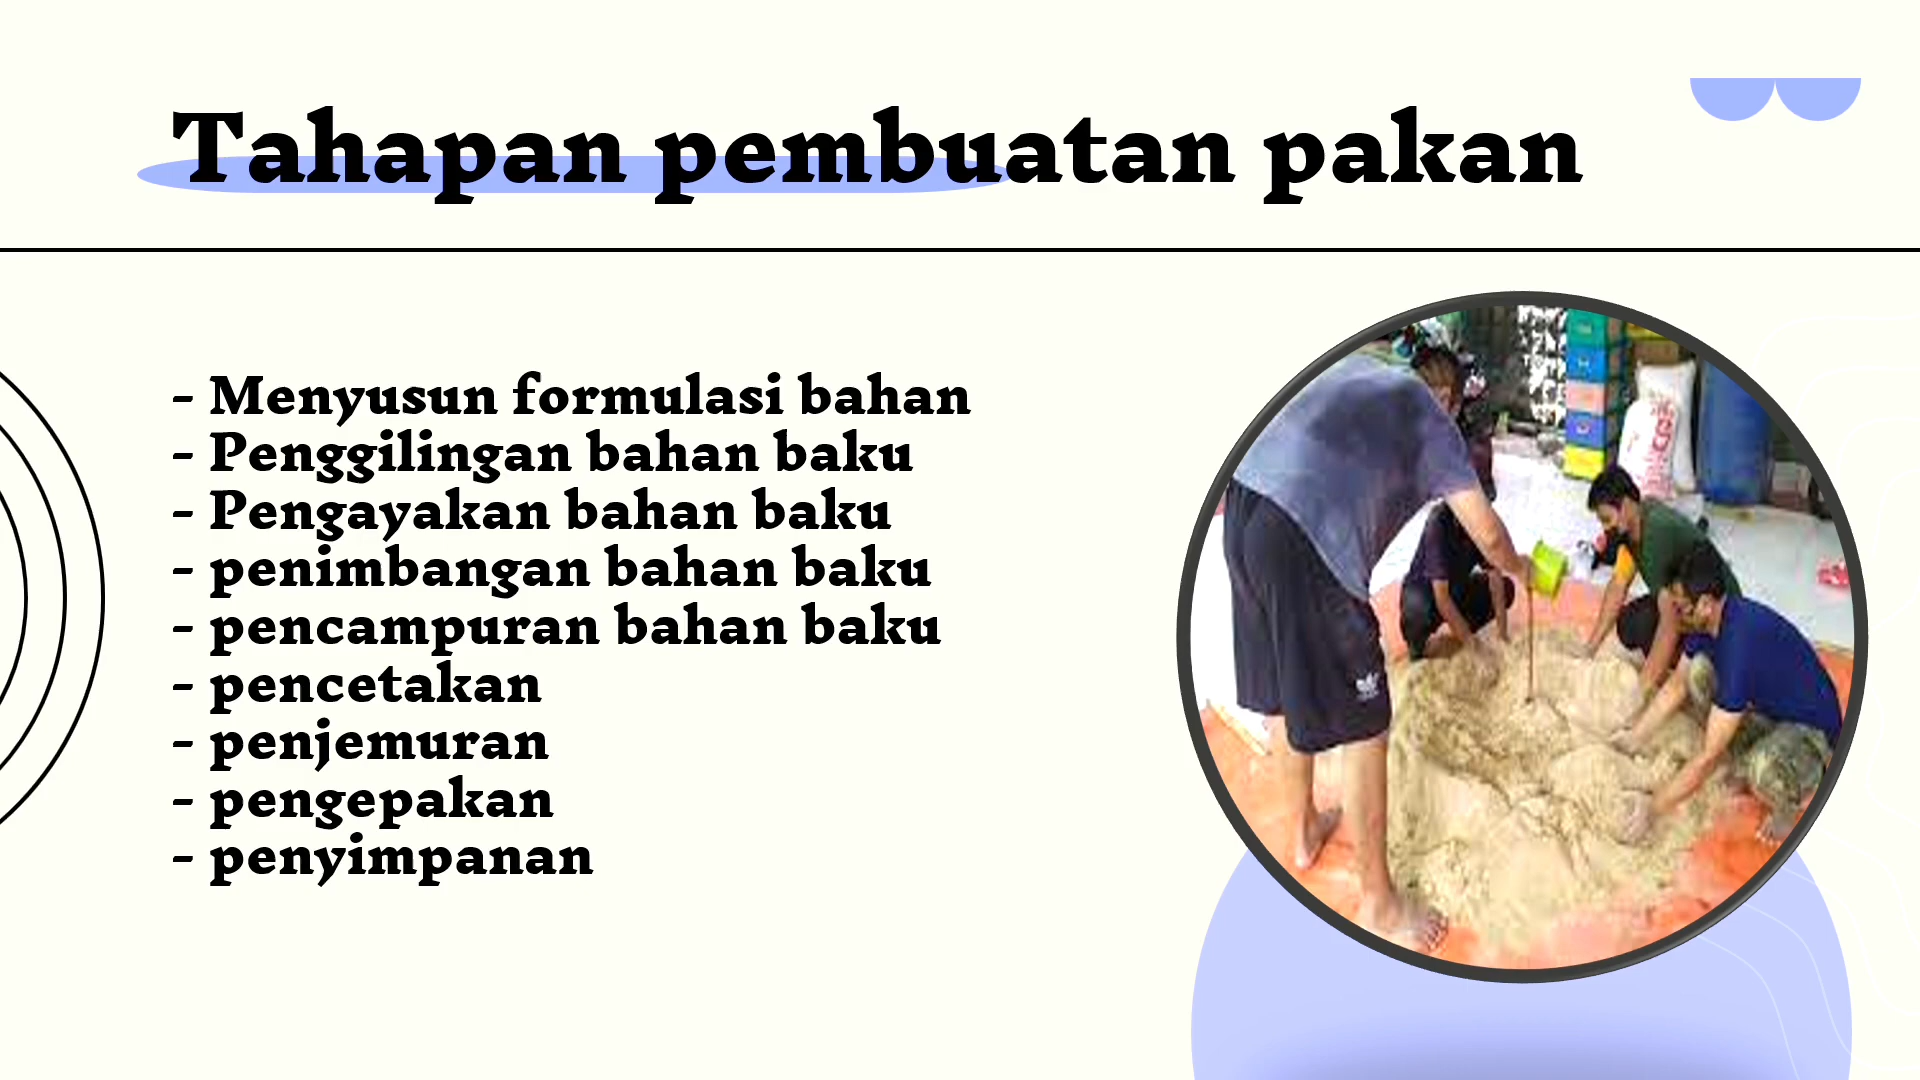 Tahapan pembuatan pakan
- Menyusun formulasi bahan
- Penggilingan bahan baku
- Pengayakan bahan baku
- penimbangan bahan baku
- pencampuran bahan baku
- pencetakan
- penjemuran
- pengepakan
- penyimpanan